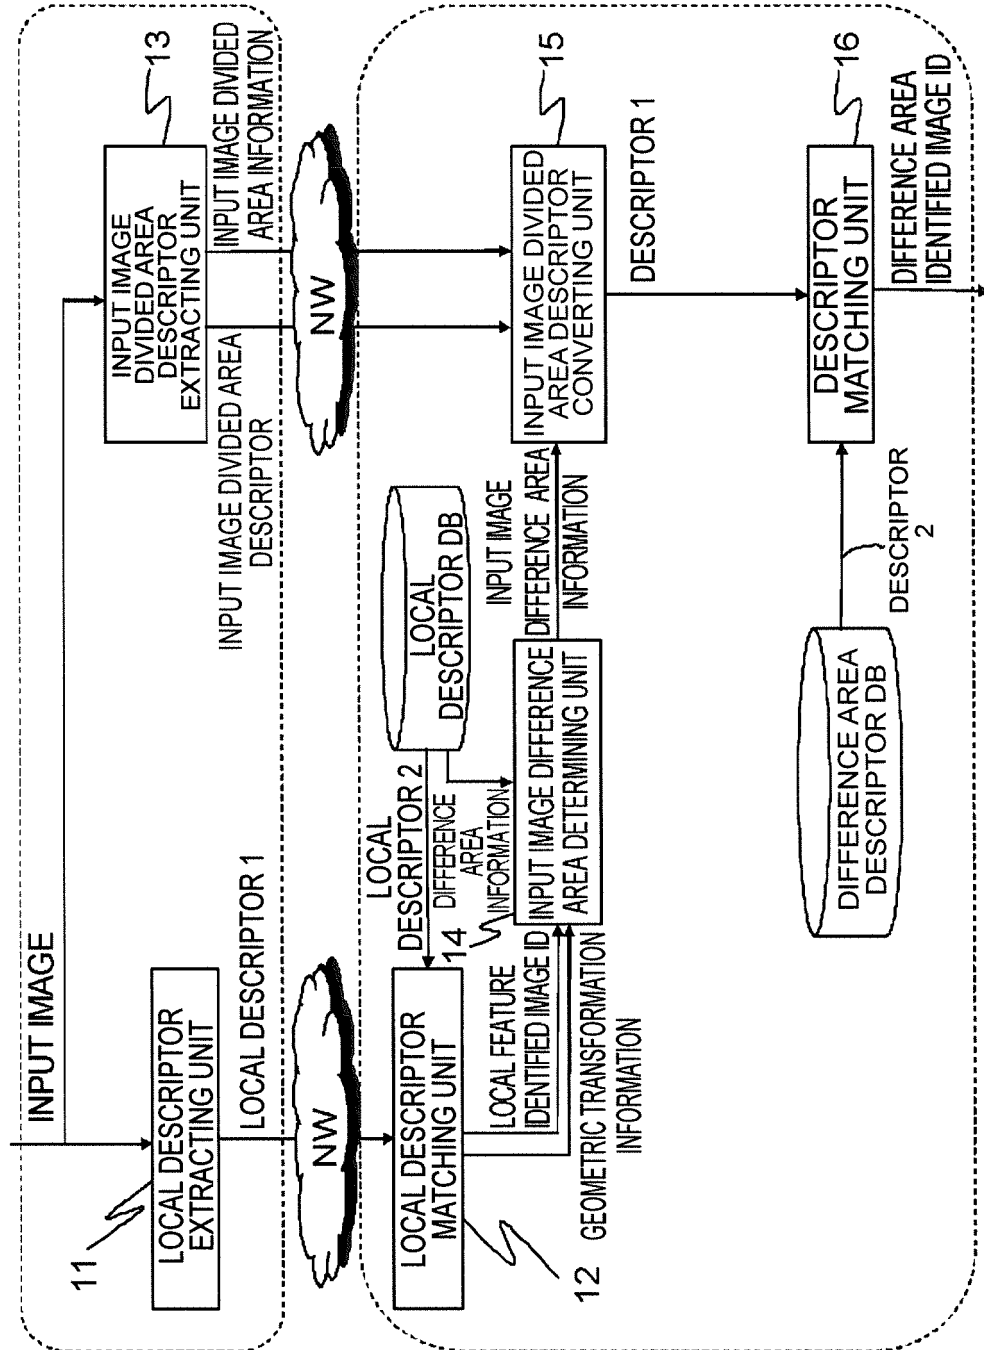 INPUT IMAGE
11
LOCAL DESCRIPTOR
EXTRACTING UNIT
LOCAL DESCRIPTOR 1
NW
LOCAL DESCRIPTOR
MATCHING UNIT
12
LOCAL
DESCRIPTOR 2
LOCAL
DESCRIPTOR DB
DIFFERENCE
AREA
INFORMATION
14
LOCAL FEATURE
IDENTIFIED IMAGE ID
GEOMETRIC TRANSFORMATION
INFORMATION
INPUT IMAGE DIFFERENCE
AREA DETERMINING UNIT
INPUT IMAGE
DIFFERENCE AREA
INFORMATION
INPUT IMAGE
DIVIDED AREA
DESCRIPTOR
EXTRACTING UNIT
13
INPUT IMAGE DIVIDED AREA
DESCRIPTOR
INPUT IMAGE DIVIDED
AREA INFORMATION
NW
INPUT IMAGE DIVIDED
AREA DESCRIPTOR
CONVERTING UNIT
15
DESCRIPTOR 1
DIFFERENCE AREA
DESCRIPTOR DB
DESCRIPTOR
2
DESCRIPTOR
MATCHING UNIT
16
DIFFERENCE AREA
IDENTIFIED IMAGE ID